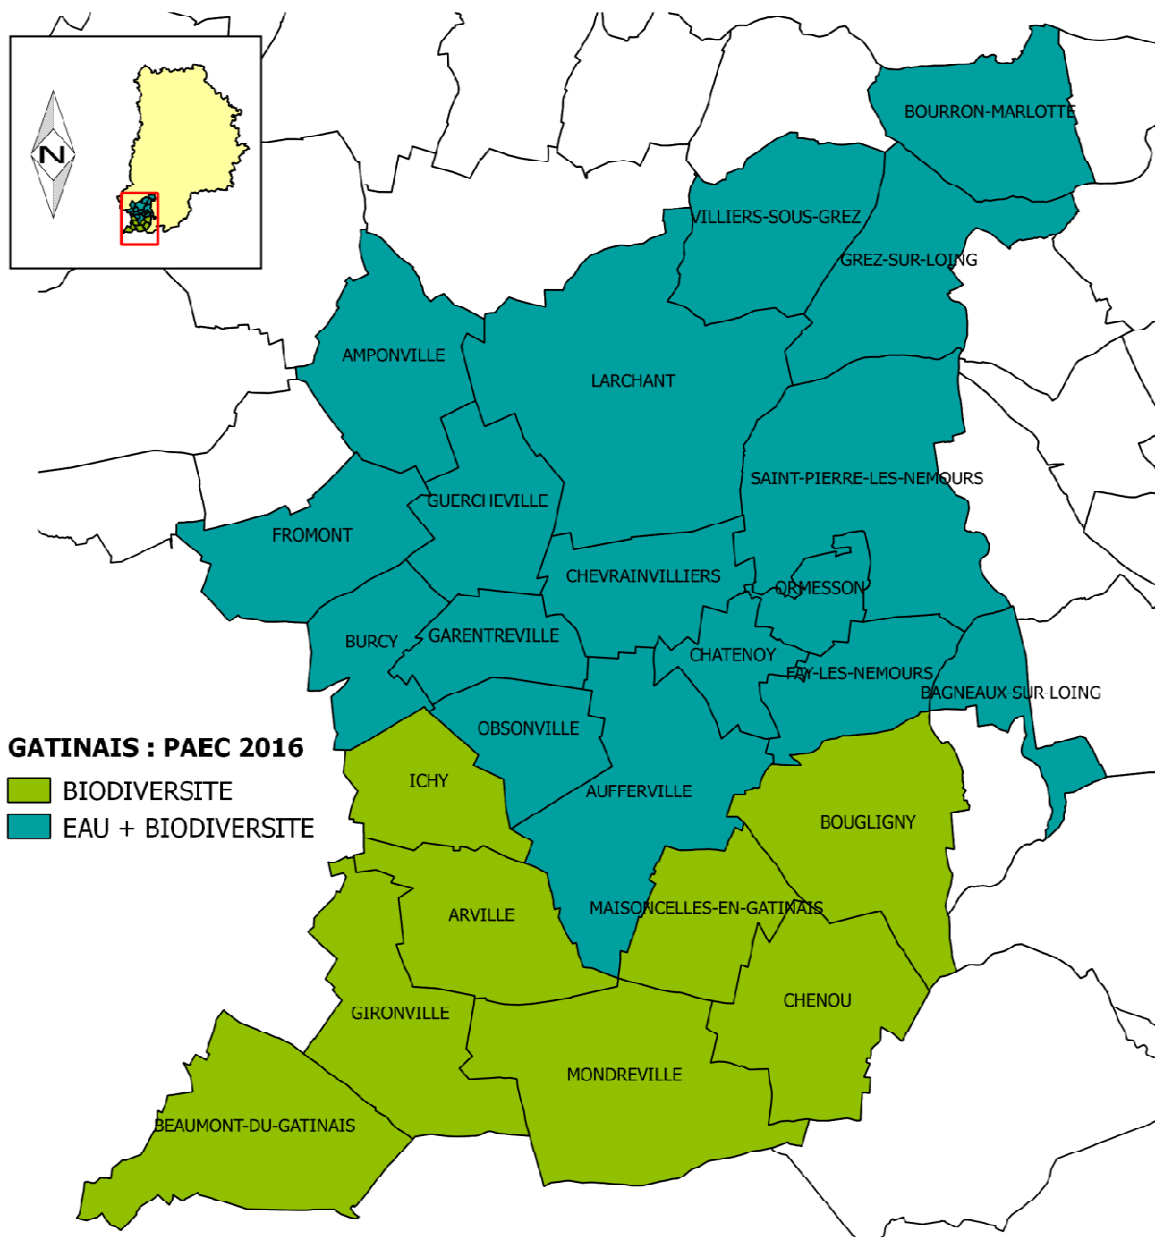 BOURRON-MARLOTTE
N
VILLIERS-SOUS-GREZ
GREZ-SUR-LOING
AMPONVILLE
LARCHANT
SAINT-PIERRE-LES-NEMOURS
GUERCHEVILLE
FROMONT
CHEVRAINVILLIERS
ORMESSON
BURCY
GARENTREVILLE
CHATENOY
FAY-LES-NEMOURS
BAGNEAUX SUR LOING
OBSONVILLE
GATINAIS : PAEC 2016
BIODIVERSITE
EAU + BIODIVERSITE
ICHY
AUFFERVILLE
BOUGLIGNY
MAISONCELLES-EN-GATINAIS
ARVILLE
CHENOU
GIRONVILLE
MONDREVILLE
BEAUMONT-DU-GATINAIS